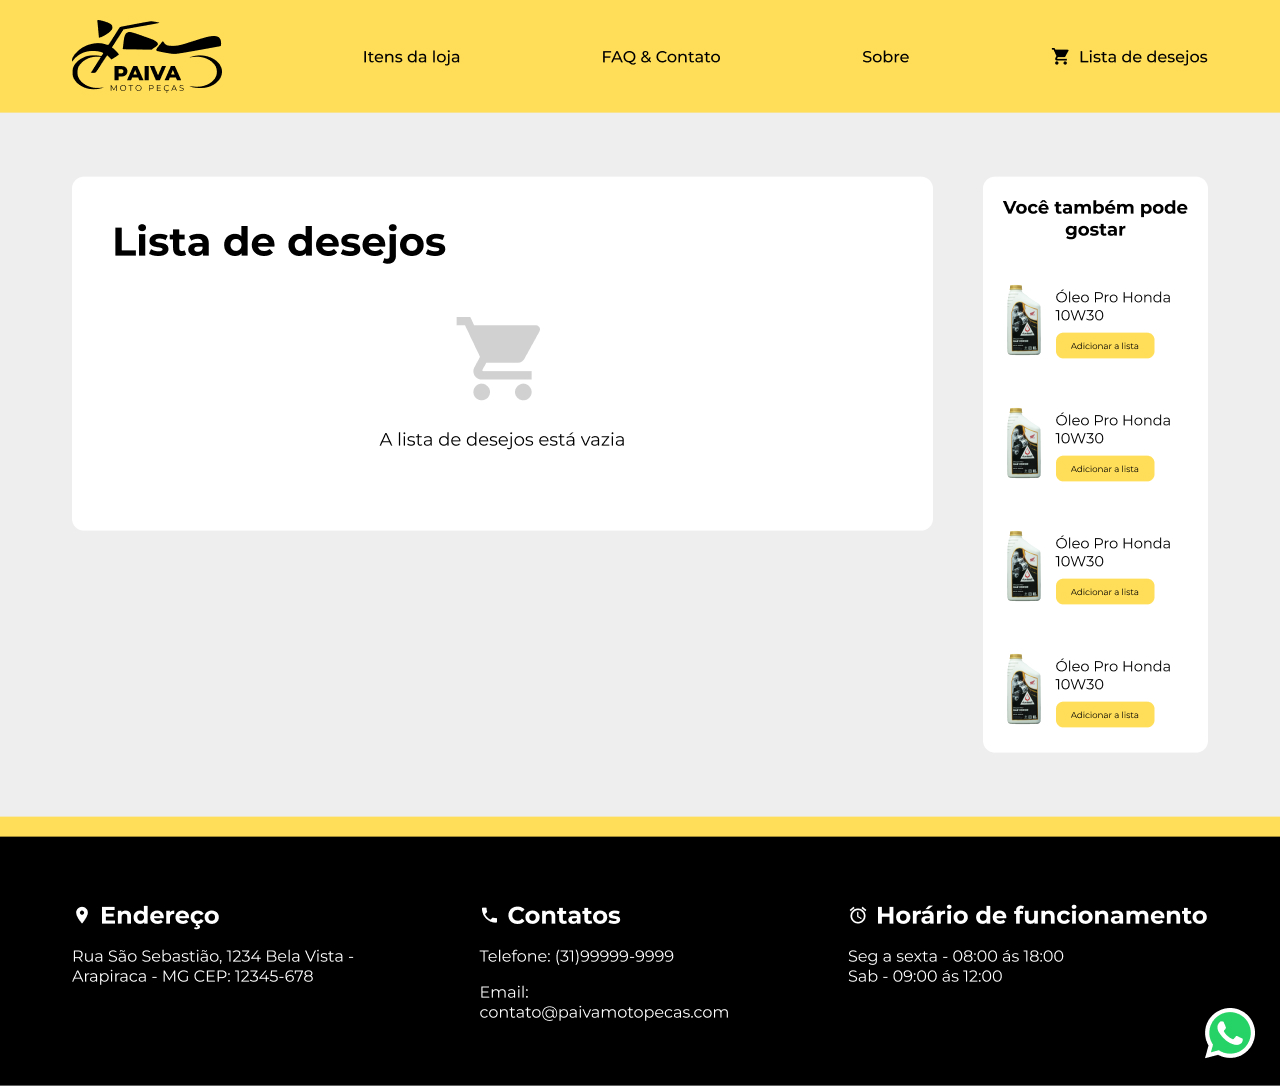 PAIVA
MOTO PEÇAS
Itens da loja
FAQ & Contato
Sobre
Lista de desejos
Lista de desejos
A lista de desejos está vazia
Você também pode
gostar
Óleo Pro Honda
10W30
Adicionar a lista
Óleo Pro Honda
10W30
Adicionar a lista
Óleo Pro Honda
10W30
Adicionar a lista
Óleo Pro Honda
10W30
Adicionar a lista
Endereço
Rua São Sebastião, 1234 Bela Vista -
Arapiraca - MG CEP: 12345-678
Contatos
Telefone: (31)99999-9999
Email:
contato@paivamotopecas.com
Horário de funcionamento
Seg a sexta - 08:00 ás 18:00
Sab - 09:00 ás 12:00